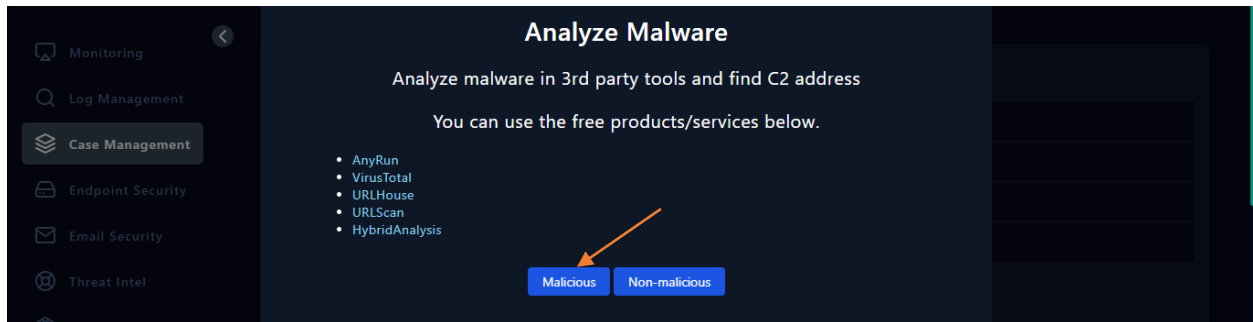 Analyze Malware
Analyze malware in 3rd party tools and find C2 address
You can use the free products/services below.
AnyRun
VirusTotal
URLHouse
URLScan
HybridAnalysis
Malicious
Non-malicious
Monitoring
Log Management
Case Management
Endpoint Security
Email Security
Threat Intel